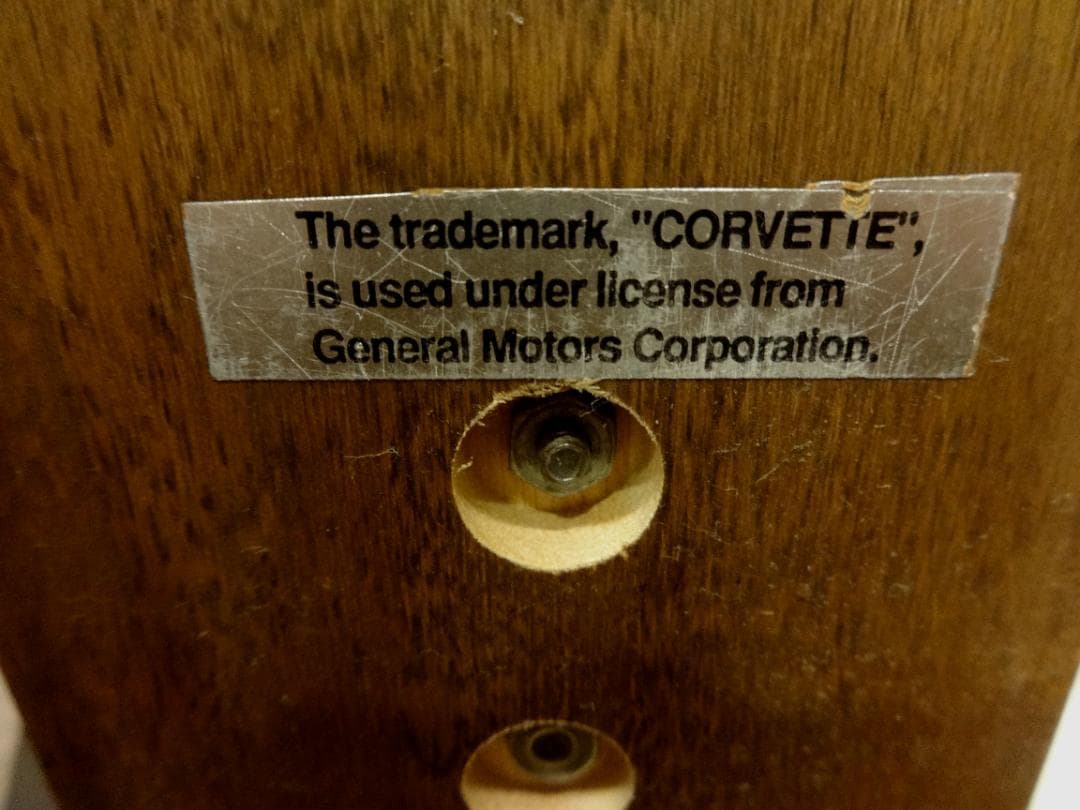 The trademark, "CORVETTE",
is used under license from
General Motors Corporation.